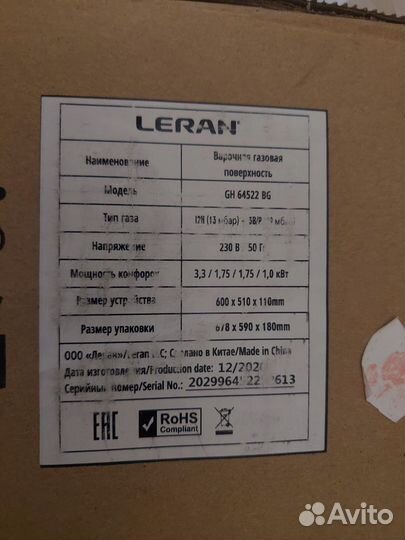 LERAN
Наименование Варочная газовая поверхность
Модель GH 64522 BG
Тип газа (13 мбар) -
Напряжение 230 В 50 Гц
Мощность конфорок 3,3 / 1,75 / 1,75 / 1,0 кВт
Размер устройства 600 x 510 x 110mm
Размер упаковки 678 x 590 x 180mm
ООО «Леран»/Leran Сделано в Китае/Made in China
Дата изготовления/Production date: 12/202
Серийный номер/Serial No.:
EAC
RoHS
Compliant
Avito